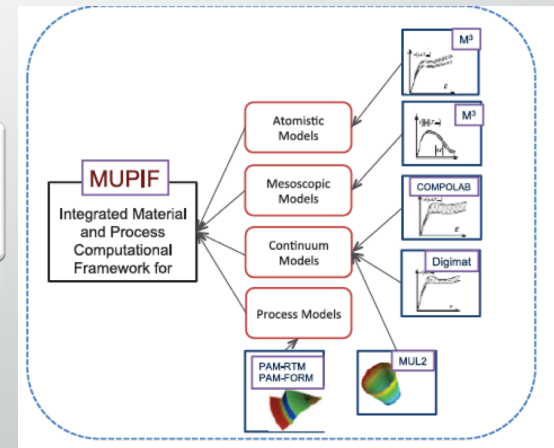 MUPIF
Integrated Material
and Process
Computational
Framework for
Atomistic
Models
Mesoscopic
Models
Continuum
Models
Process Models
M³
M³
COMPOLAB
Digimat
MUL2
PAM-RTM
PAM-FORM